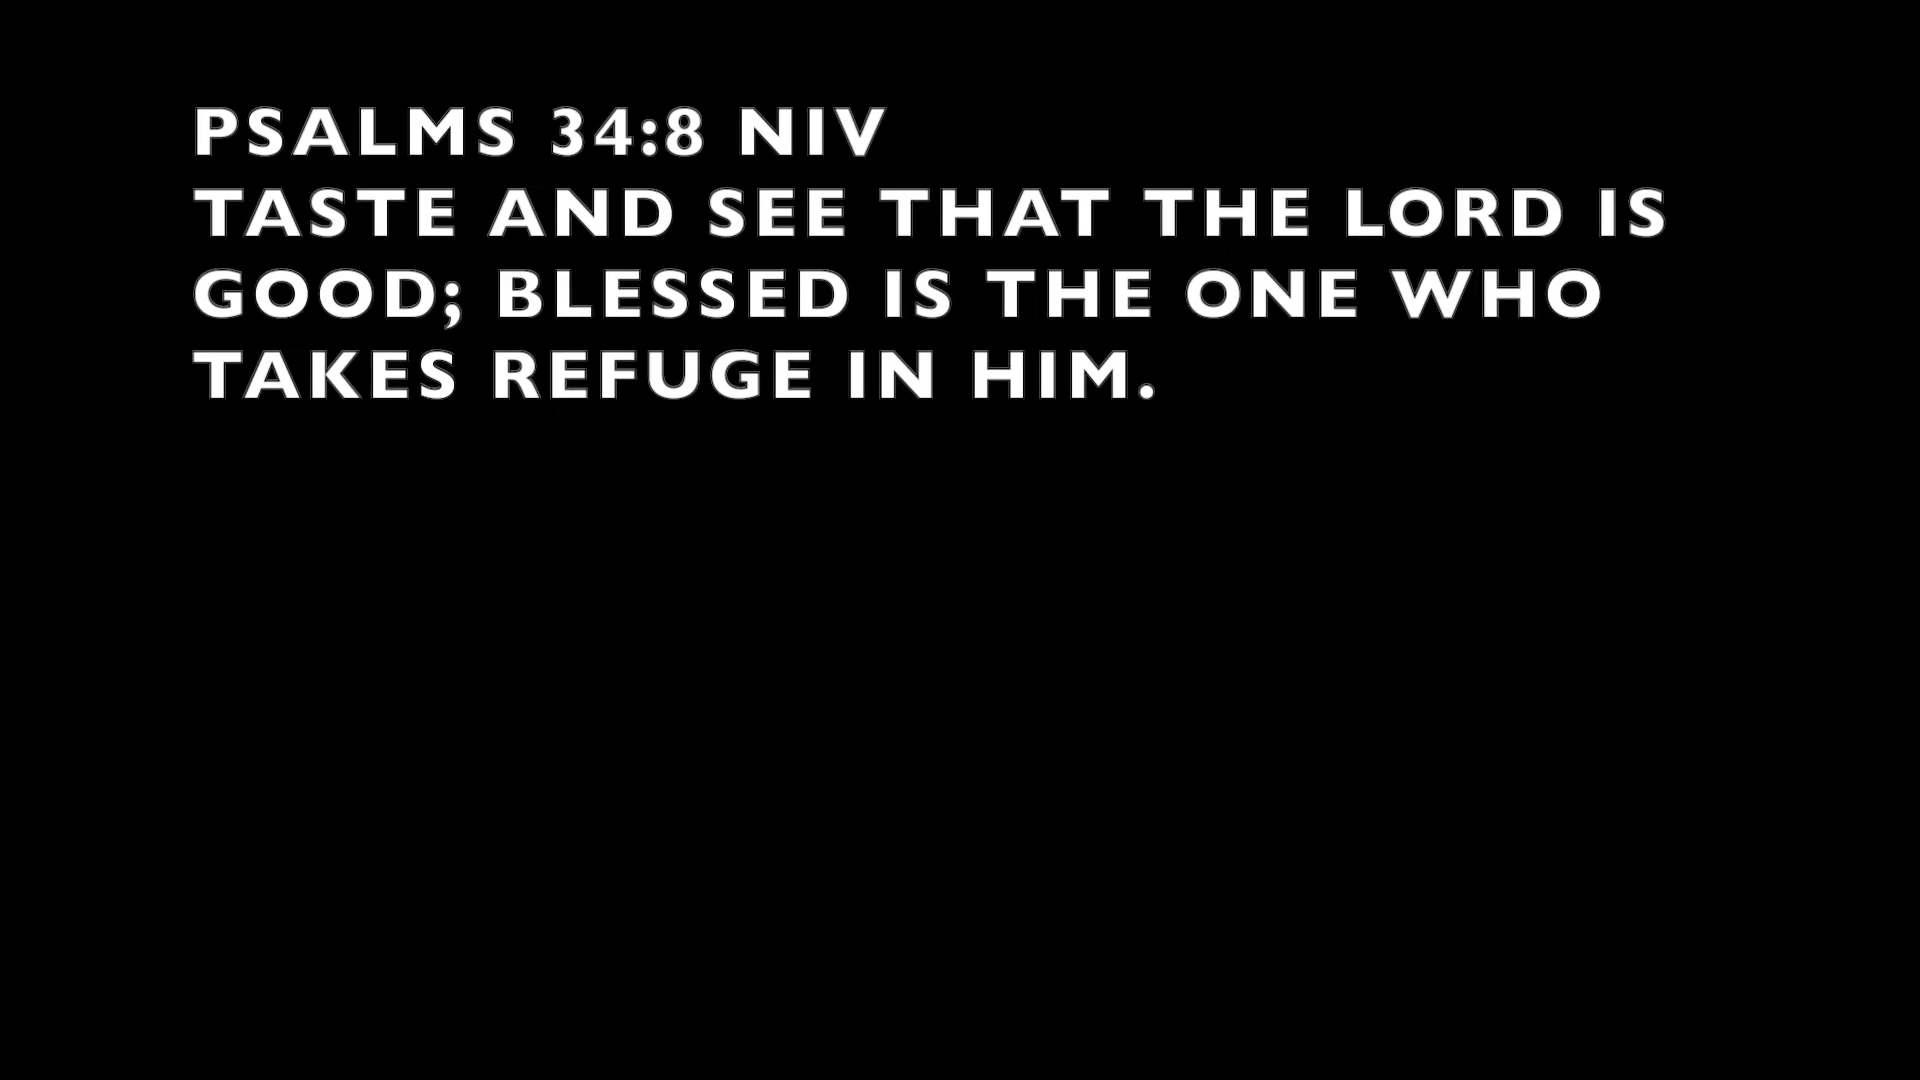 PSALMS 34:8 NIV
TASTE AND SEE THAT THE LORD IS
GOOD; BLESSED IS THE ONE WHO
TAKES REFUGE IN HIM.